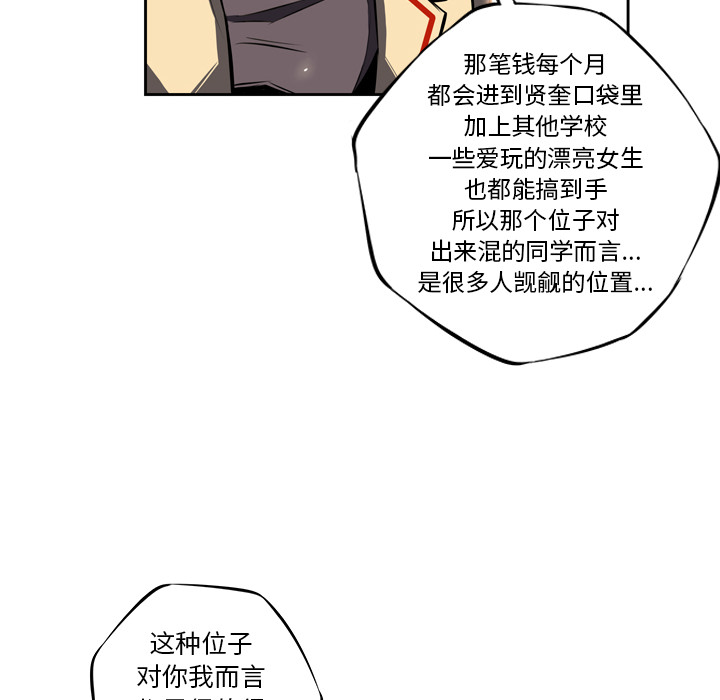 那笔钱每个月
都会进到贤奎口袋里
加上其他学校
一些爱玩的漂亮女生
也都能搞到手
所以那个位子对
出来混的同学而言...
是很多人觊觎的位置...
这种位子
对你我而言